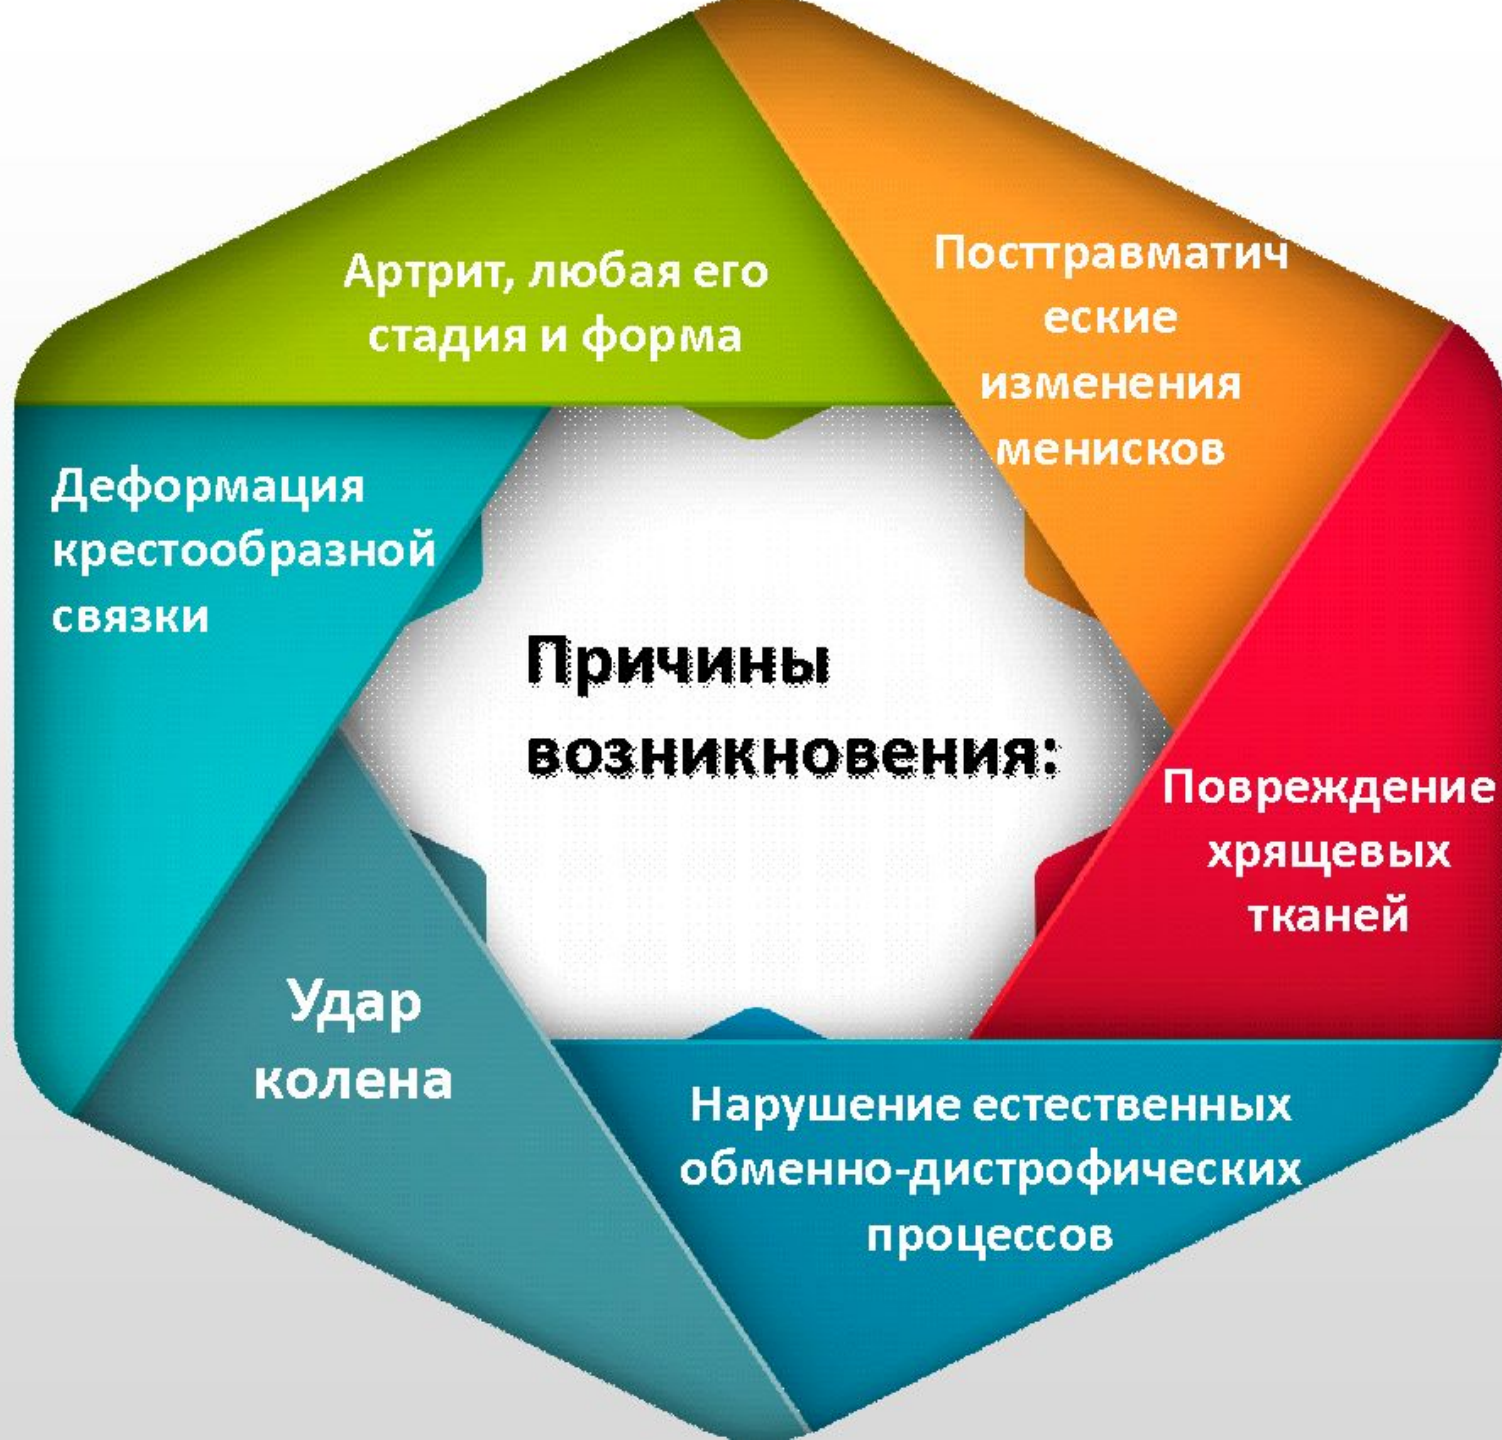 Артрит, любая его
стадия и форма
Посттравматич
еские
изменения
менисков
Деформация
крестообразной
связки
Причины
возникновения:
Повреждение
хрящевых
тканей
Удар
колена
Нарушение естественных
обменно-дистрофических
процессов